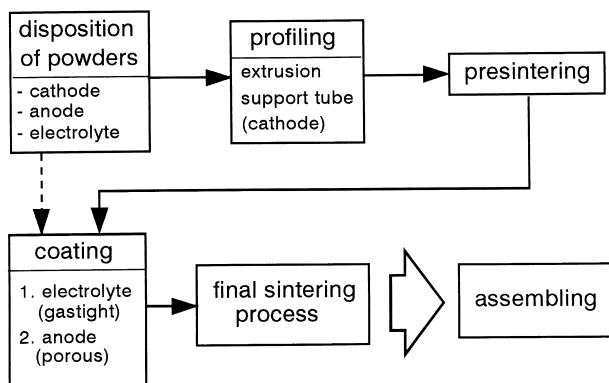 disposition
of powders
- cathode
- anode
- electrolyte
profiling
extrusion
support tube
(cathode)
presintering
coating
1. electrolyte
(gastight)
2. anode
(porous)
final sintering
process
assembling